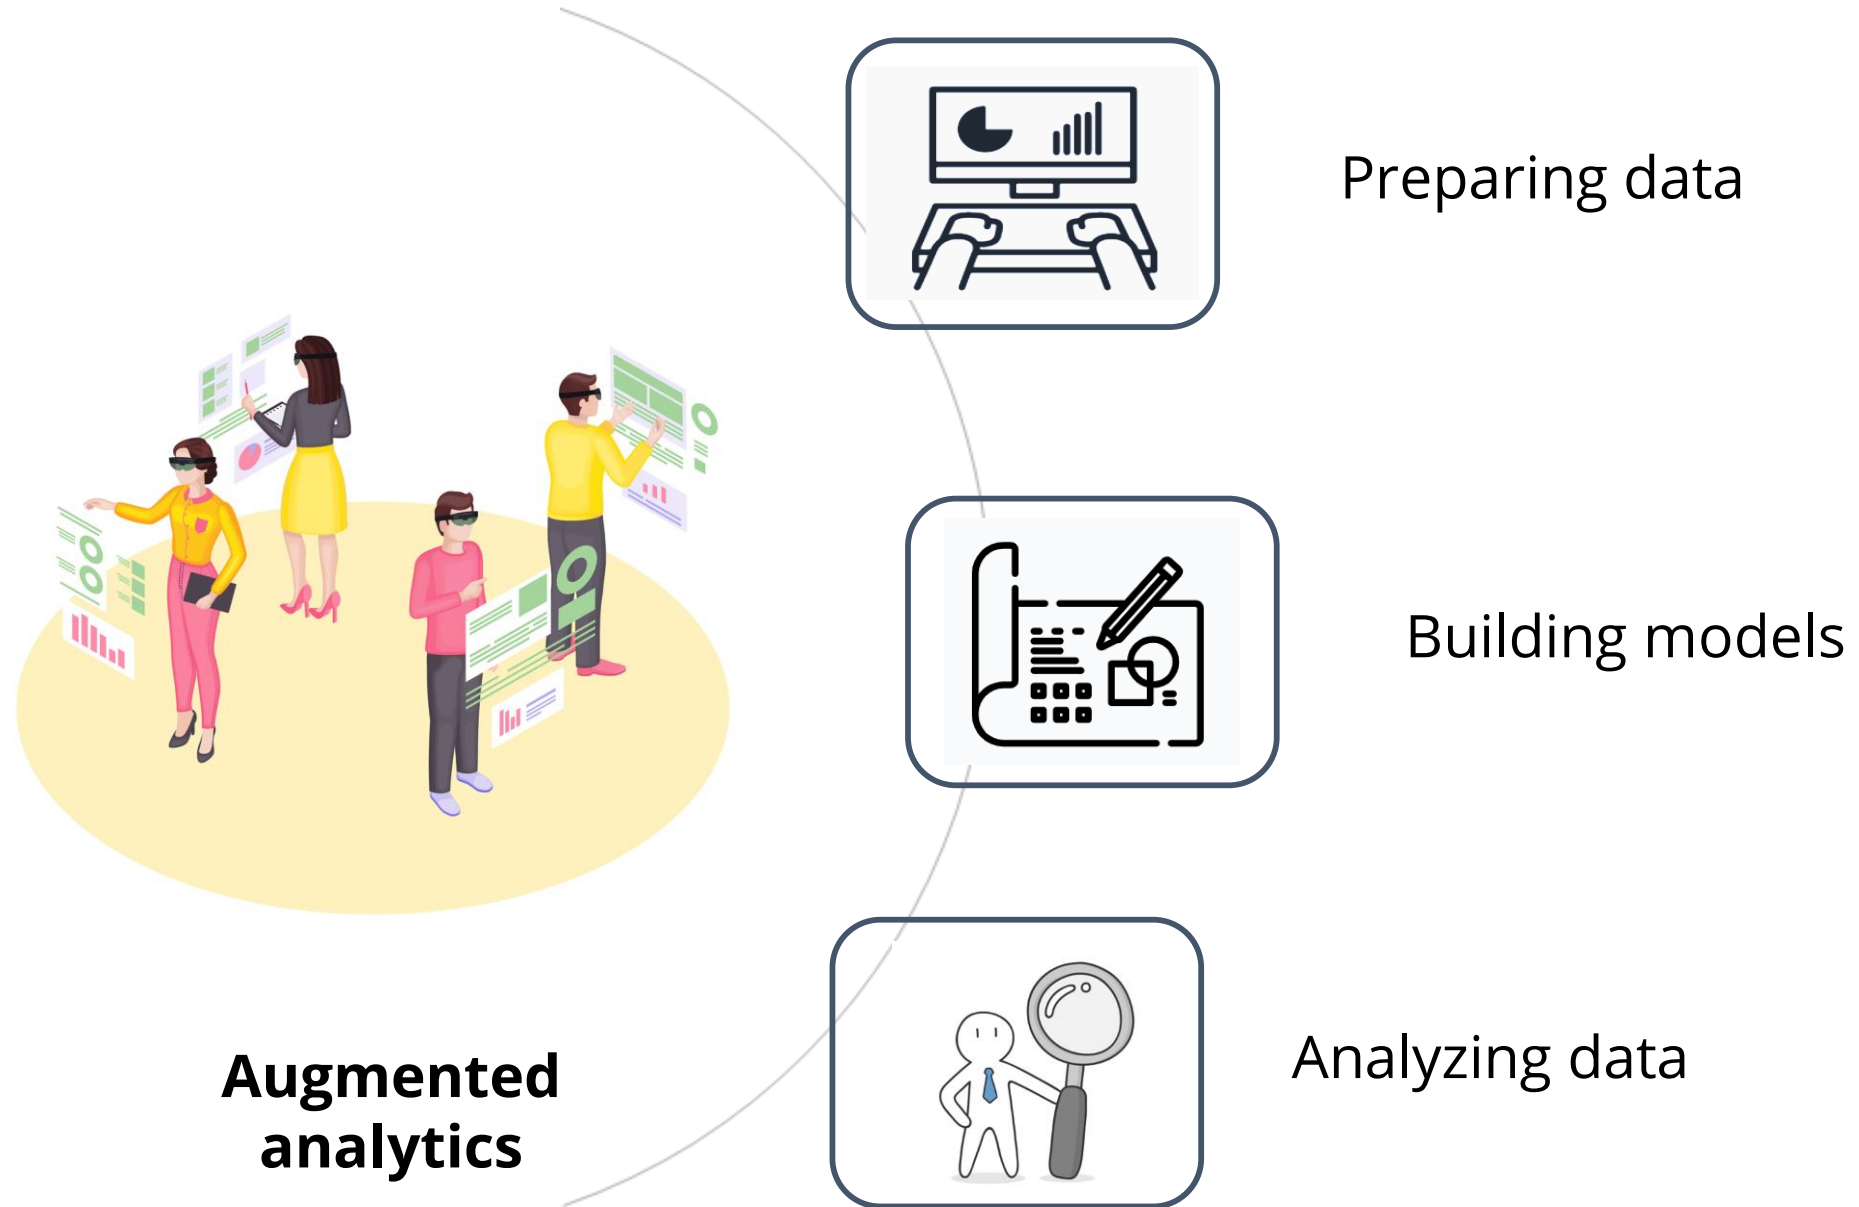 Preparing data
Building models
Analyzing data
Augmented
analytics